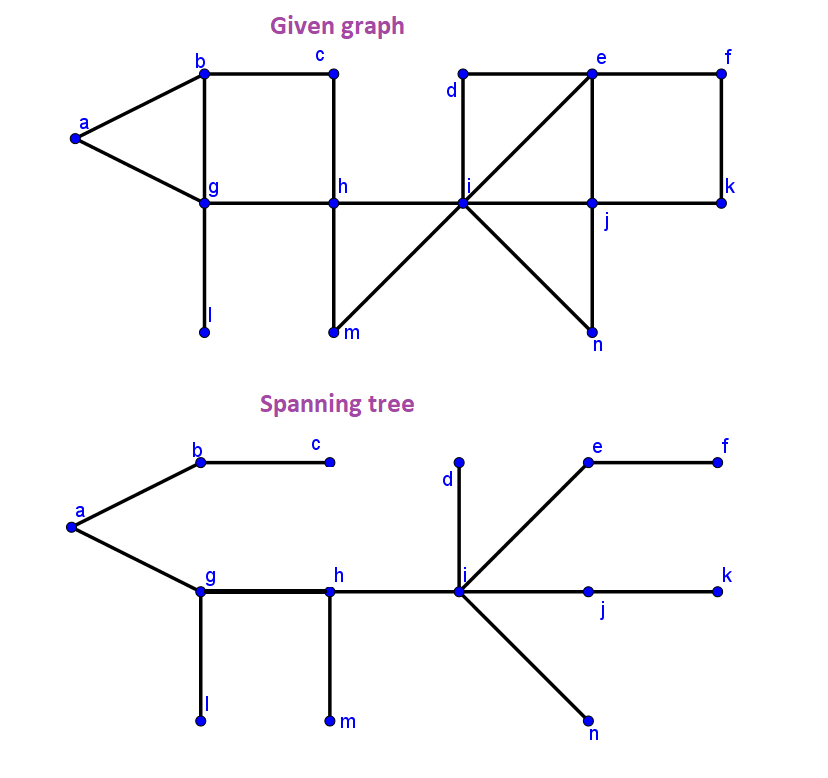 Given graph
b c d e f
a
g h i j k
l m n
Spanning tree
b c d e f
a
g h i j k
l m n